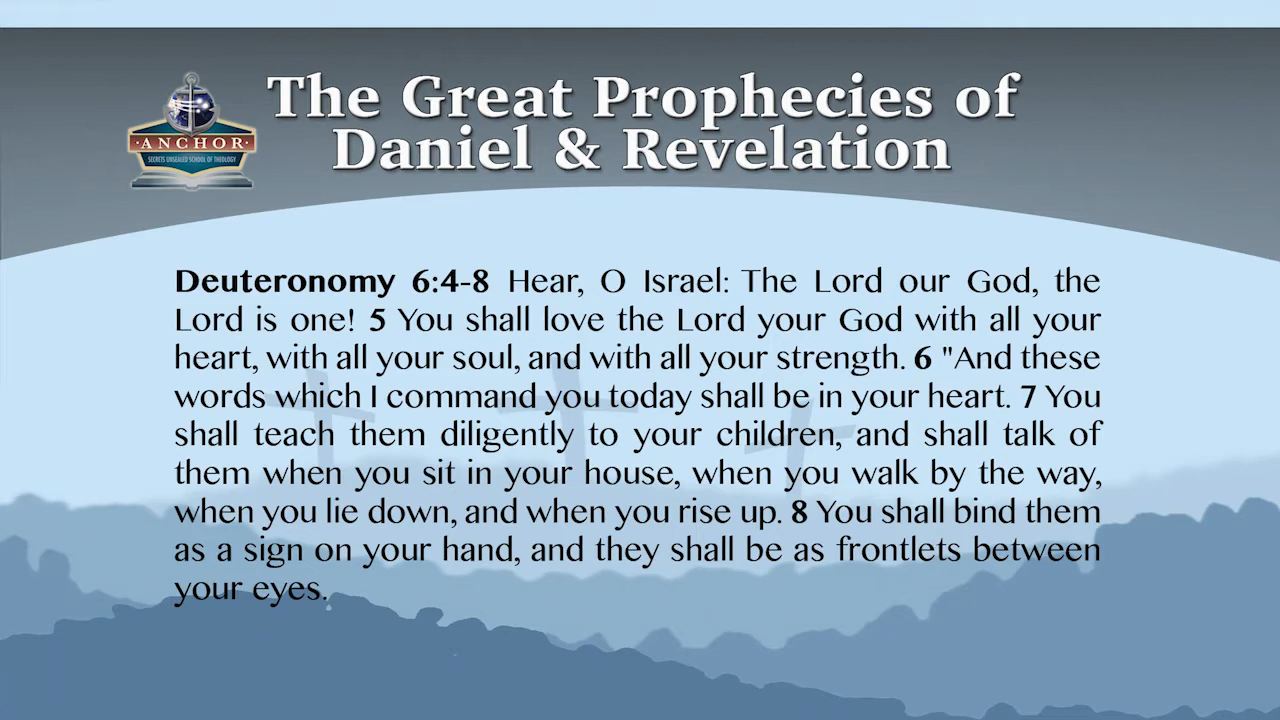 The Great Prophecies of
Daniel & Revelation
·ANCHOR·
SECRETS UNSEALED SCHOOL OF THEOLOGY
Deuteronomy 6:4-8 Hear, O Israel: The Lord our God, the
Lord is one! 5 You shall love the Lord your God with all your
heart, with all your soul, and with all your strength. 6 "And these
words which I command you today shall be in your heart. 7 You
shall teach them diligently to your children, and shall talk of
them when you sit in your house, when you walk by the way,
when you lie down, and when you rise up. 8 You shall bind them
as a sign on your hand, and they shall be as frontlets between
your eyes.